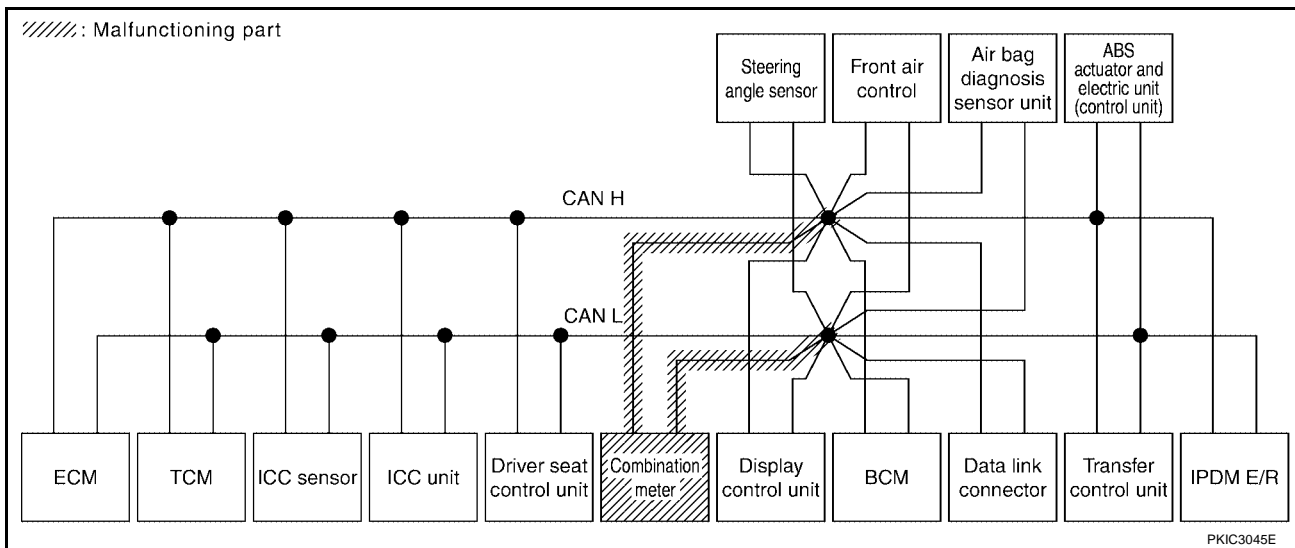 : Malfunctioning part
Steering
angle sensor
Front air
control
Air bag
diagnosis
sensor unit
ABS
actuator and
electric unit
(control unit)
CAN H
CAN L
ECM
TCM
ICC sensor
ICC unit
Driver seat
control unit
Combination
meter
Display
control unit
BCM
Data link
connector
Transfer
control unit
IPDM E/R
PKIC3045E